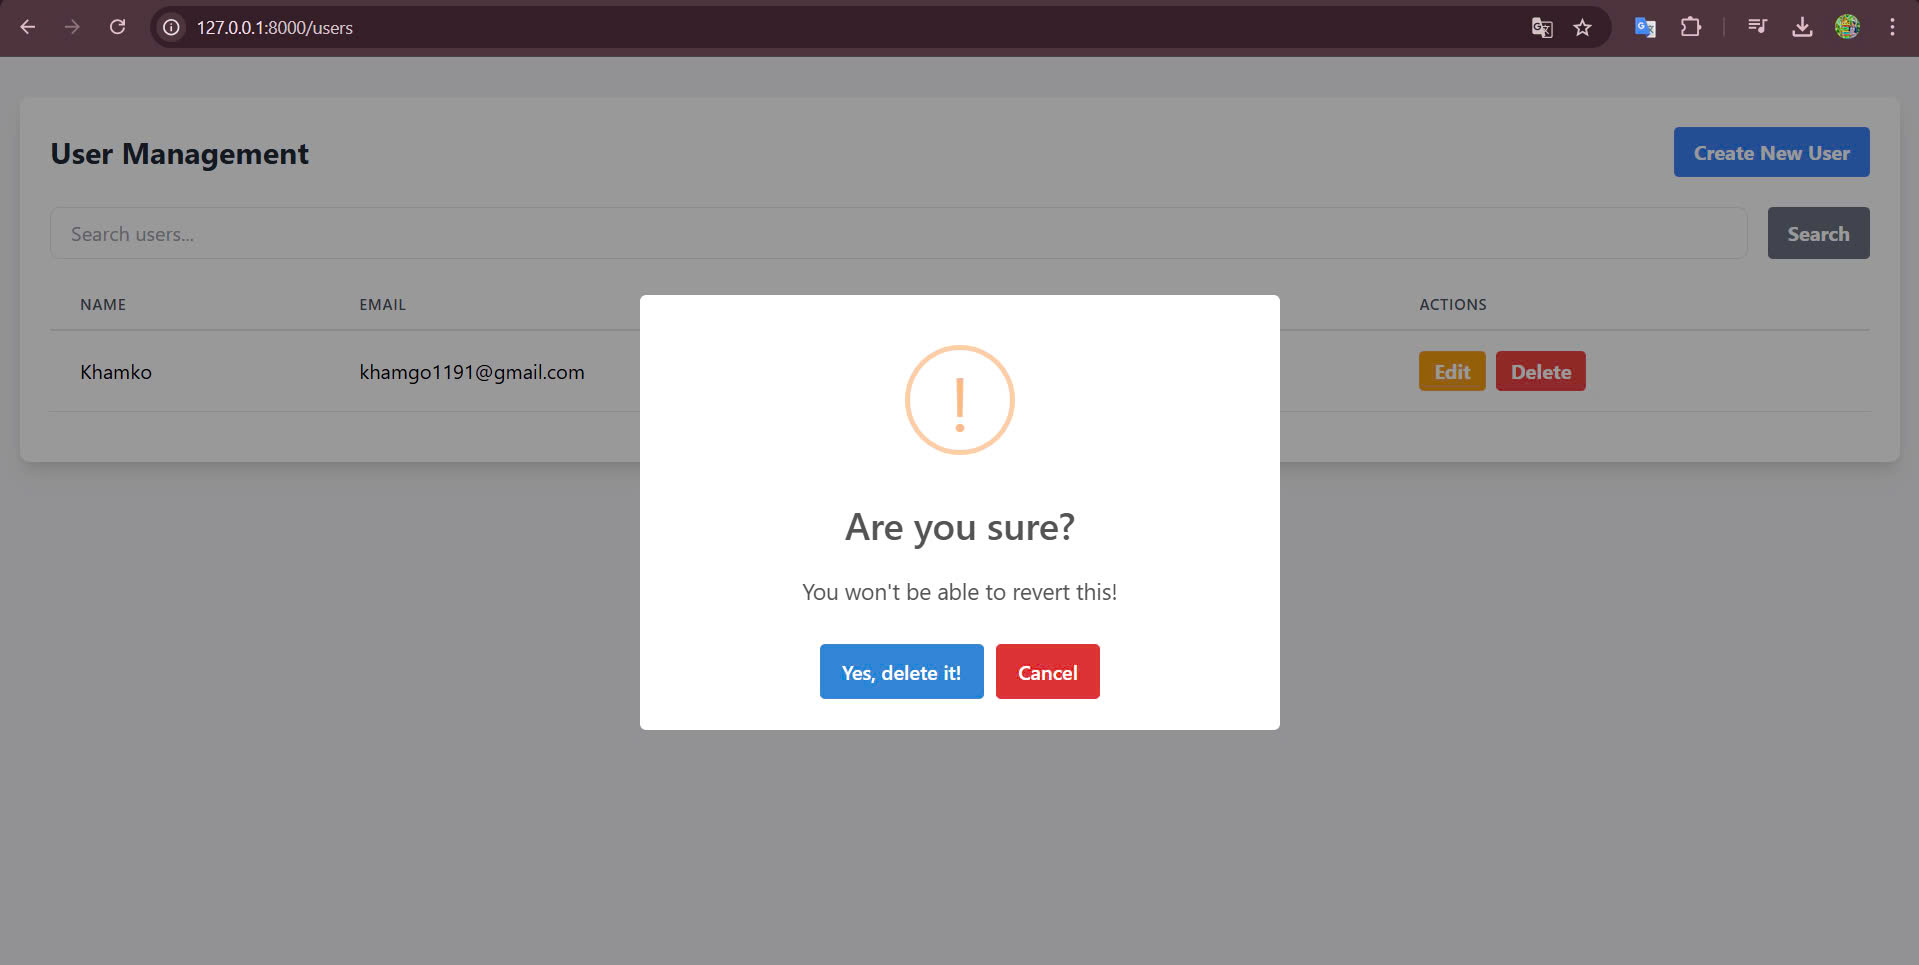 127.0.0.1:8000/users
User Management
Create New User
Search users...
Search
NAME EMAIL ACTIONS
Khamko khamgo1191@gmail.com Edit Delete
!
Are you sure?
You won't be able to revert this!
Yes, delete it! Cancel